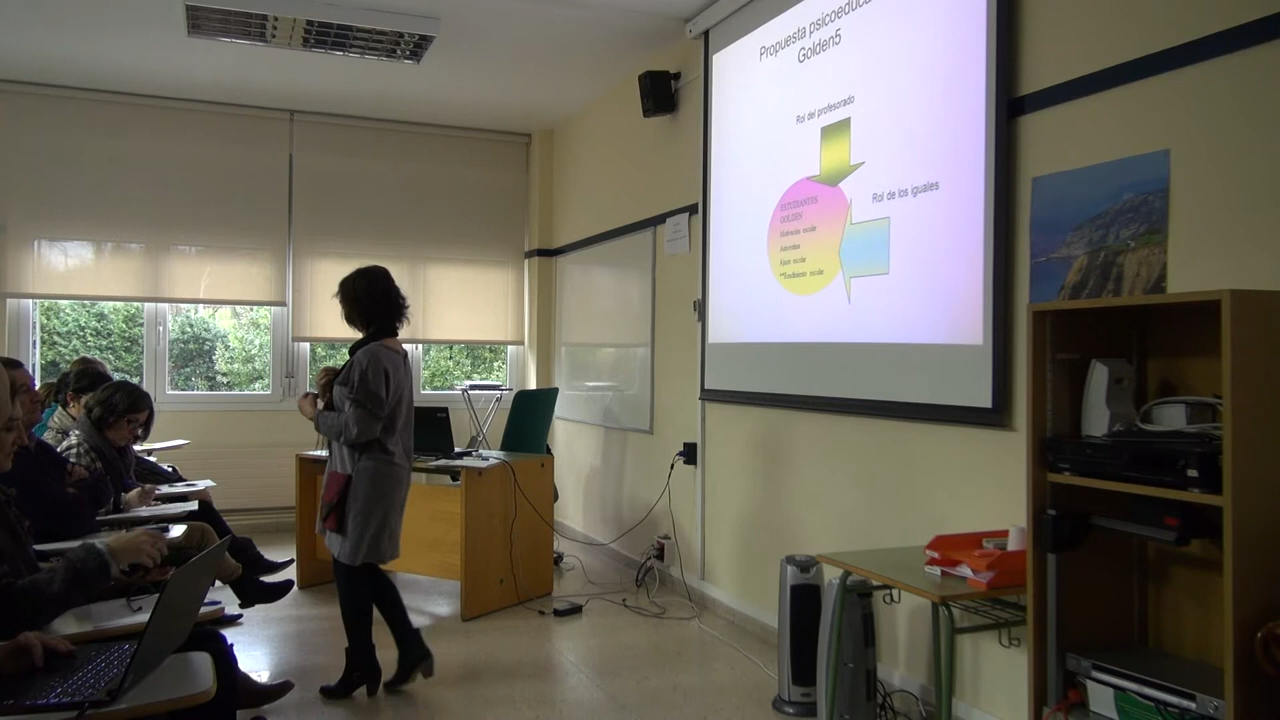 Propuesta psicoeduca
Golden5
Rol del profesorado
Rol de los iguales
ESTUDIANTES
GOLDEN
Motivación escolar
Autoestima
Ajuste escolar
**Rendimiento escolar